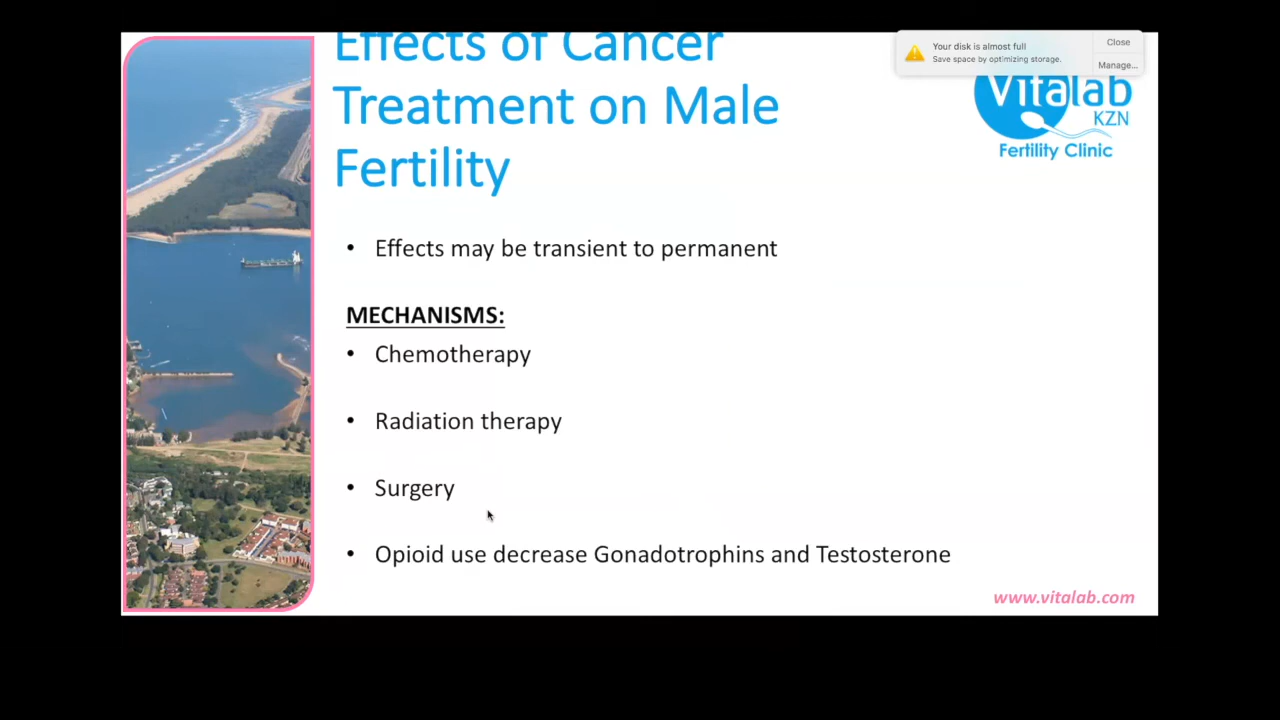 Effects of Cancer
Treatment on Male
Fertility
Your disk is almost full
Save space by optimizing storage.
Close
Manage...
Vitalab
KZN
Fertility Clinic
• Effects may be transient to permanent
MECHANISMS:
• Chemotherapy
• Radiation therapy
• Surgery
• Opioid use decrease Gonadotrophins and Testosterone
www.vitalab.com